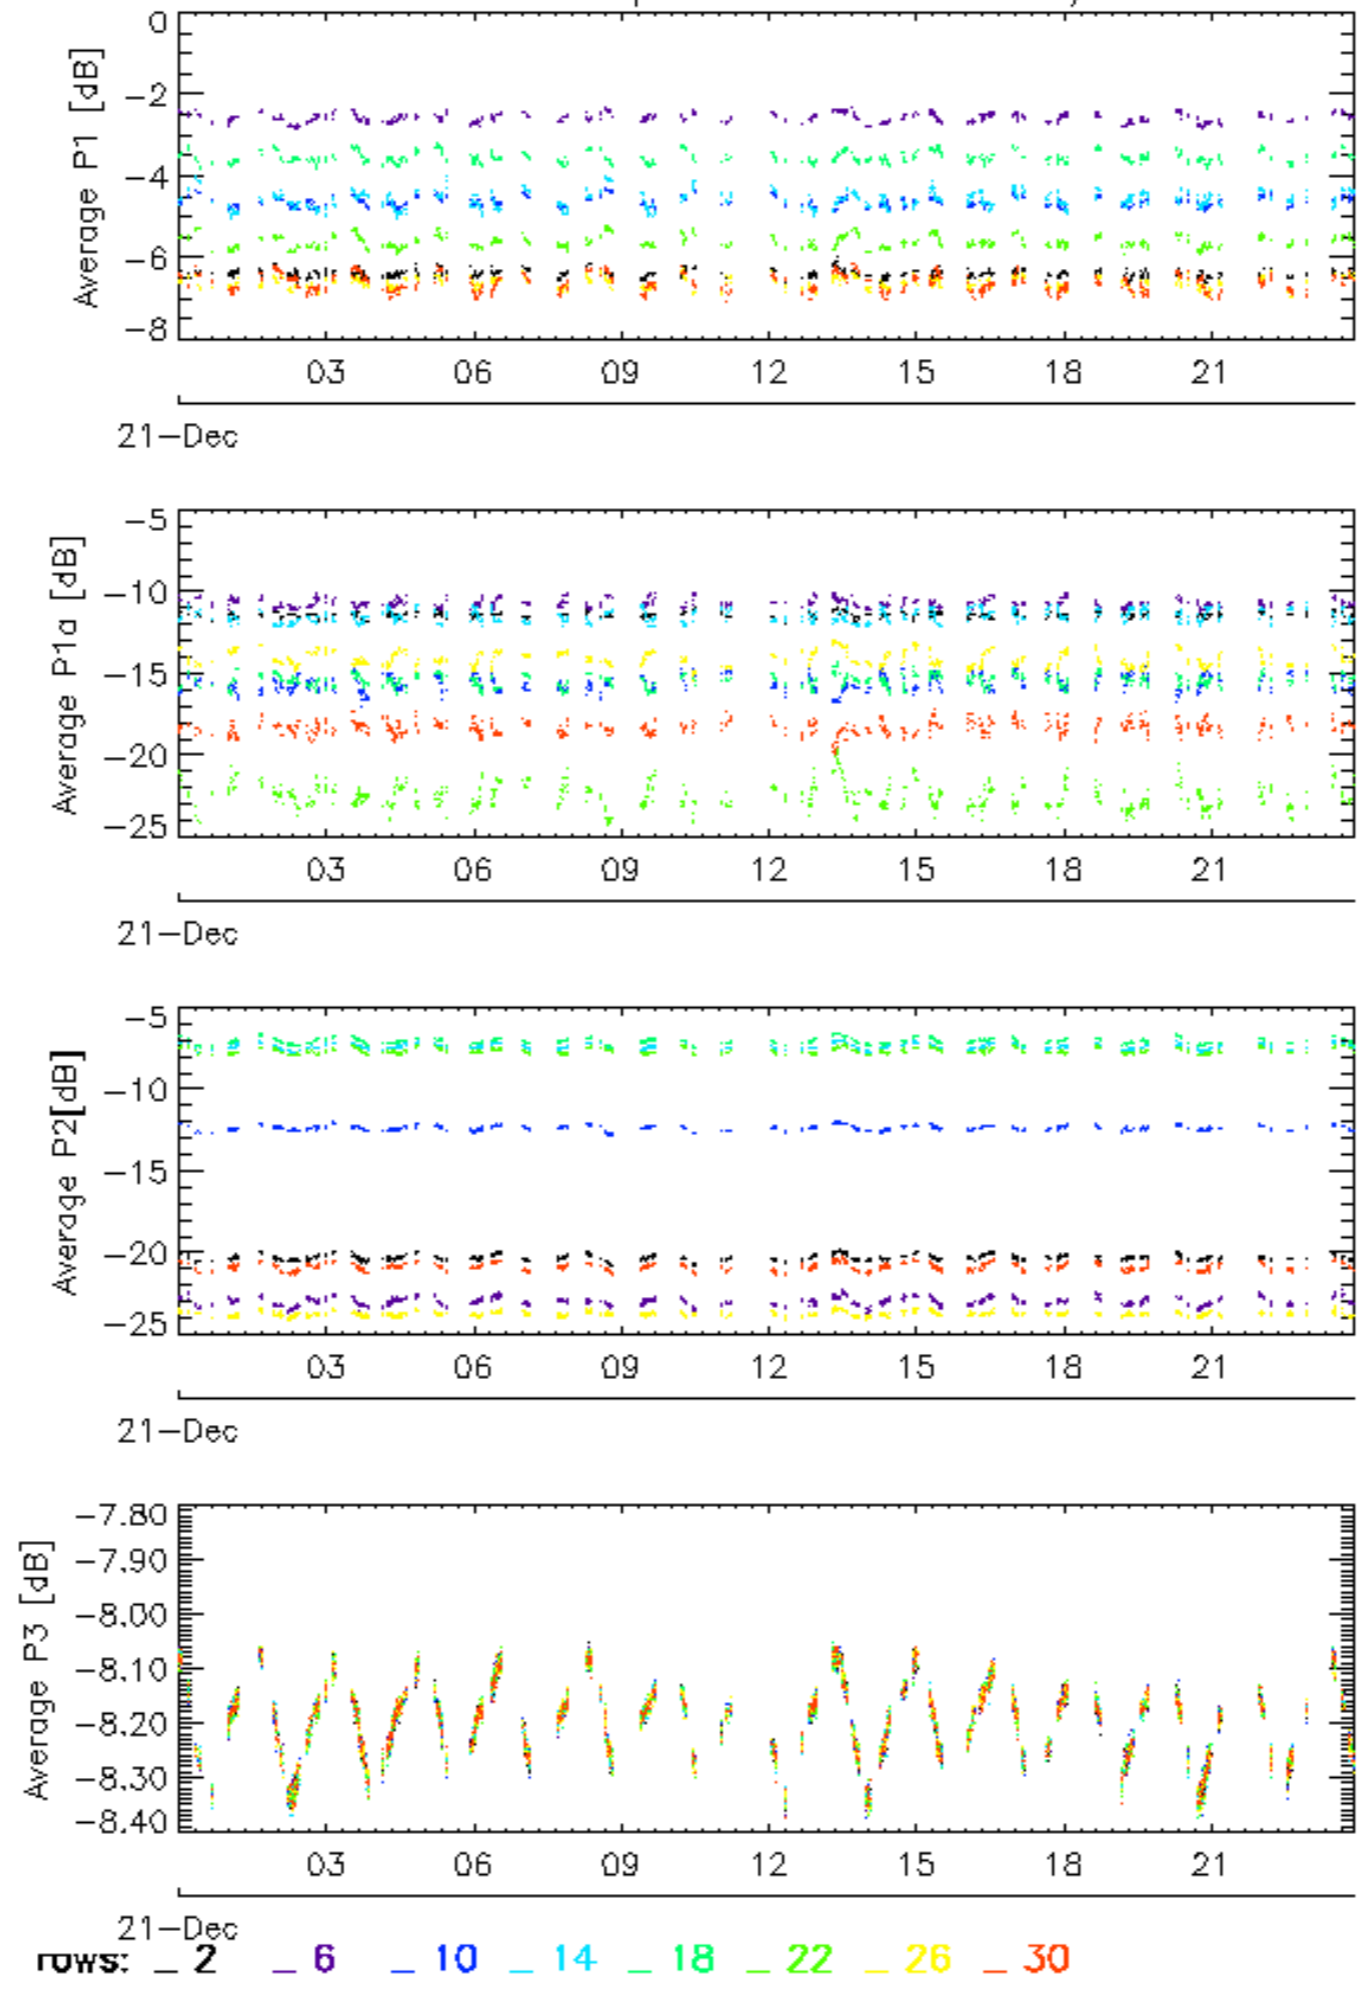 0
−2
−4
−6
−8
Average P1 [dB]
03 06 09 12 15 18 21
21−Dec
−5
−10
−15
−20
−25
Average P1a [dB]
03 06 09 12 15 18 21
21−Dec
−5
−10
−15
−20
−25
Average P2[dB]
03 06 09 12 15 18 21
21−Dec
−7.80
−7.90
−8.00
−8.10
−8.20
−8.30
−8.40
Average P3 [dB]
03 06 09 12 15 18 21
21−Dec
rows: _ 2 _ 6 _ 10 _ 14 _ 18 _ 22 _ 26 _ 30